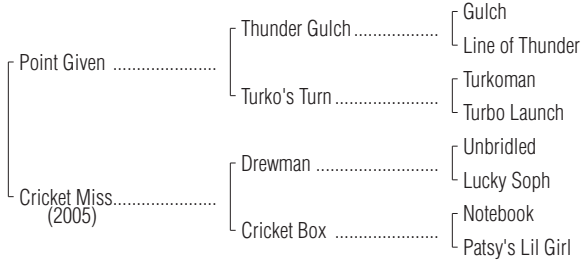 Gulch
Thunder Gulch ....................
Line of Thunder
Point Given ........................
Turkoman
Turko's Turn .........................
Turbo Launch
Unbridled
Drewman .............................
Lucky Soph
Cricket Miss........................
(2005)
Notebook
Cricket Box .........................
Patsy's Lil Girl